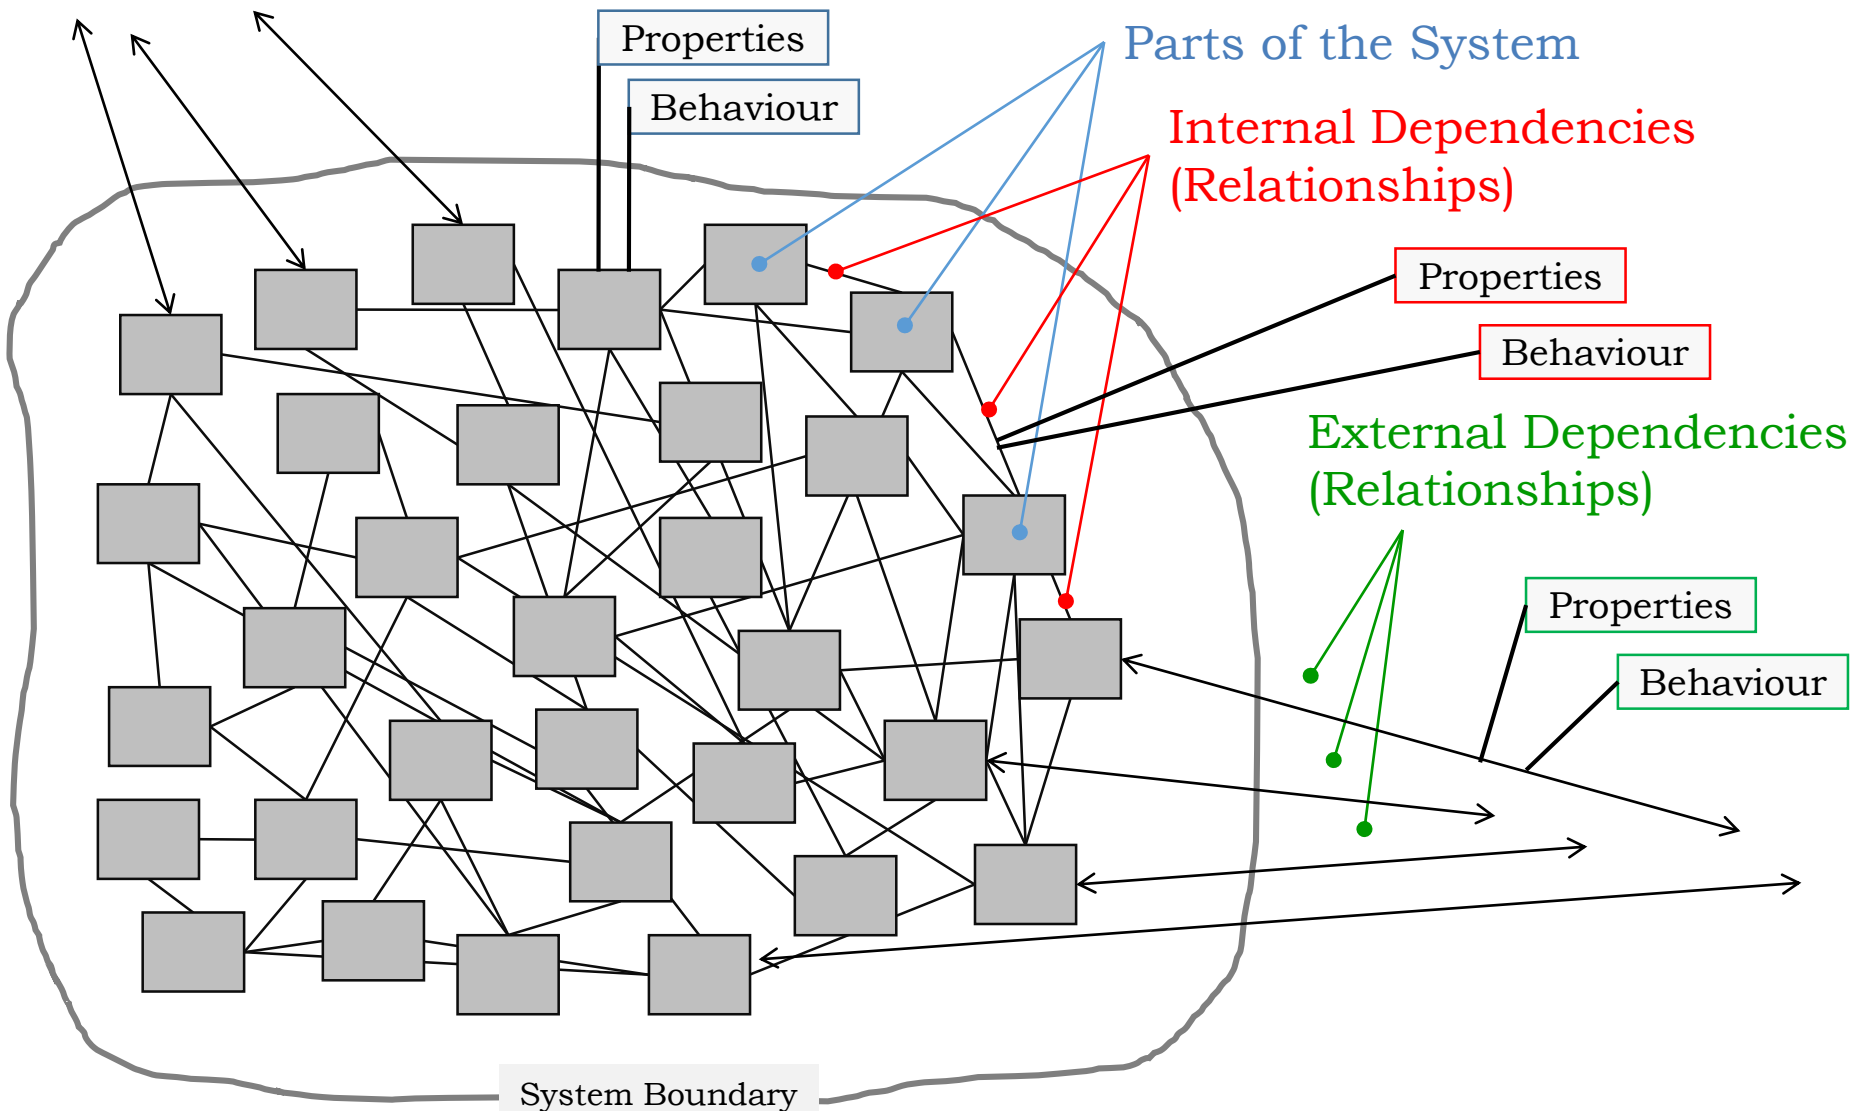 Properties
Behaviour
Parts of the System
Internal Dependencies
(Relationships)
Properties
Behaviour
External Dependencies
(Relationships)
Properties
Behaviour
System Boundary